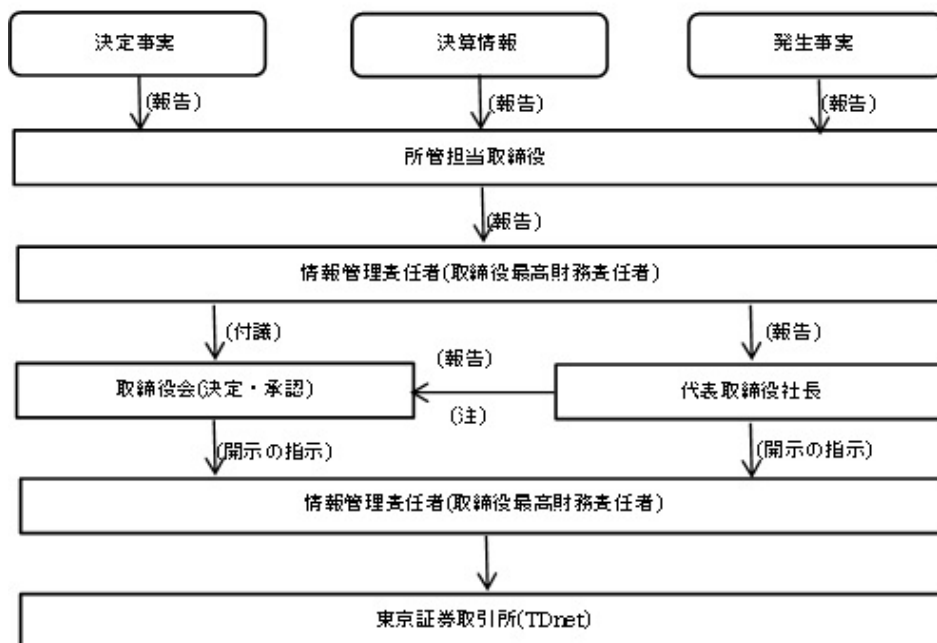 決定事実
決算情報
発生事実
(報告)
(報告)
(報告)
所管担当取締役
(報告)
情報管理責任者(取締役最高財務責任者)
(付議)
(報告)
取締役会(決定・承認)
(報告)
(注)
代表取締役社長
(開示の指示)
(開示の指示)
情報管理責任者(取締役最高財務責任者)
東京証券取引所(TDnet)